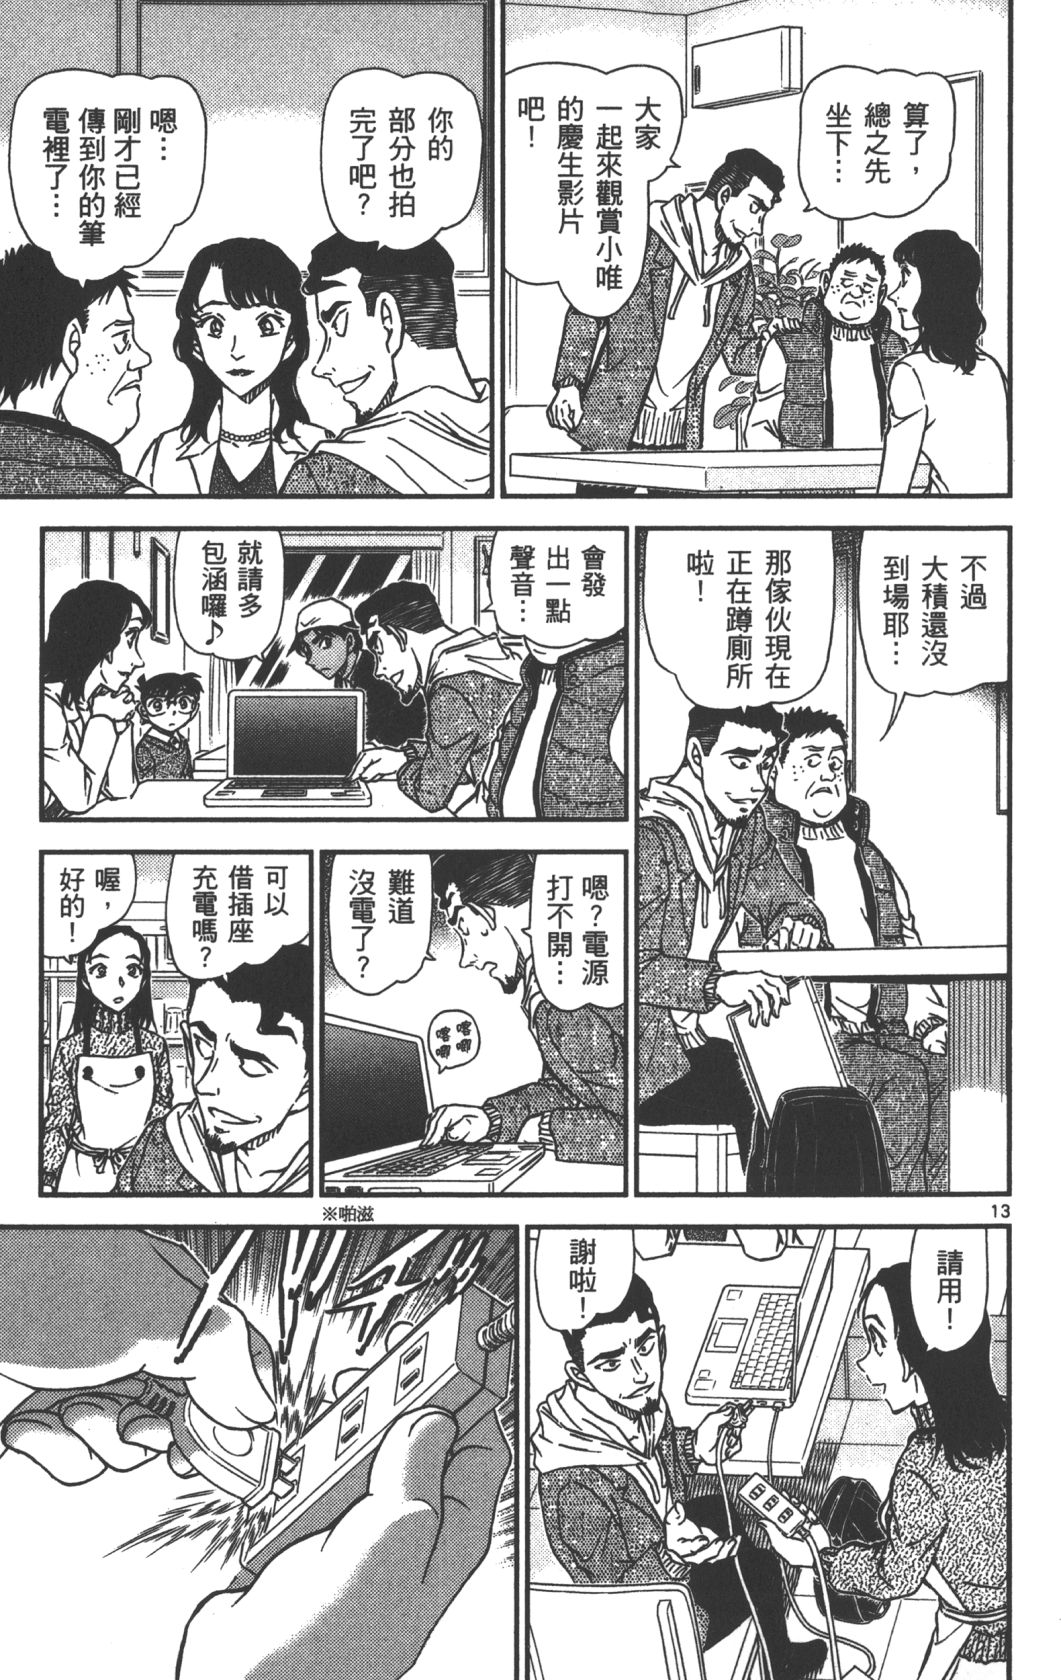 算了，
總之先
坐下…
大家
一起來觀賞小唯
的慶生影片
吧！
你的
部分也拍
完了吧？
嗯…
剛才已經
傳到你的筆
電裡了…
不過
大積還沒
到場耶…
那傢伙現在
正在蹲廁所
啦！
會發
出一點
聲音…
就請多
包涵囉♪
嗯？電源
打不開…
喀唧
喀唧
難道
沒電了？
可以
借插座
充電嗎？
喔，
好的！
13
請用！
謝啦！
※啪滋